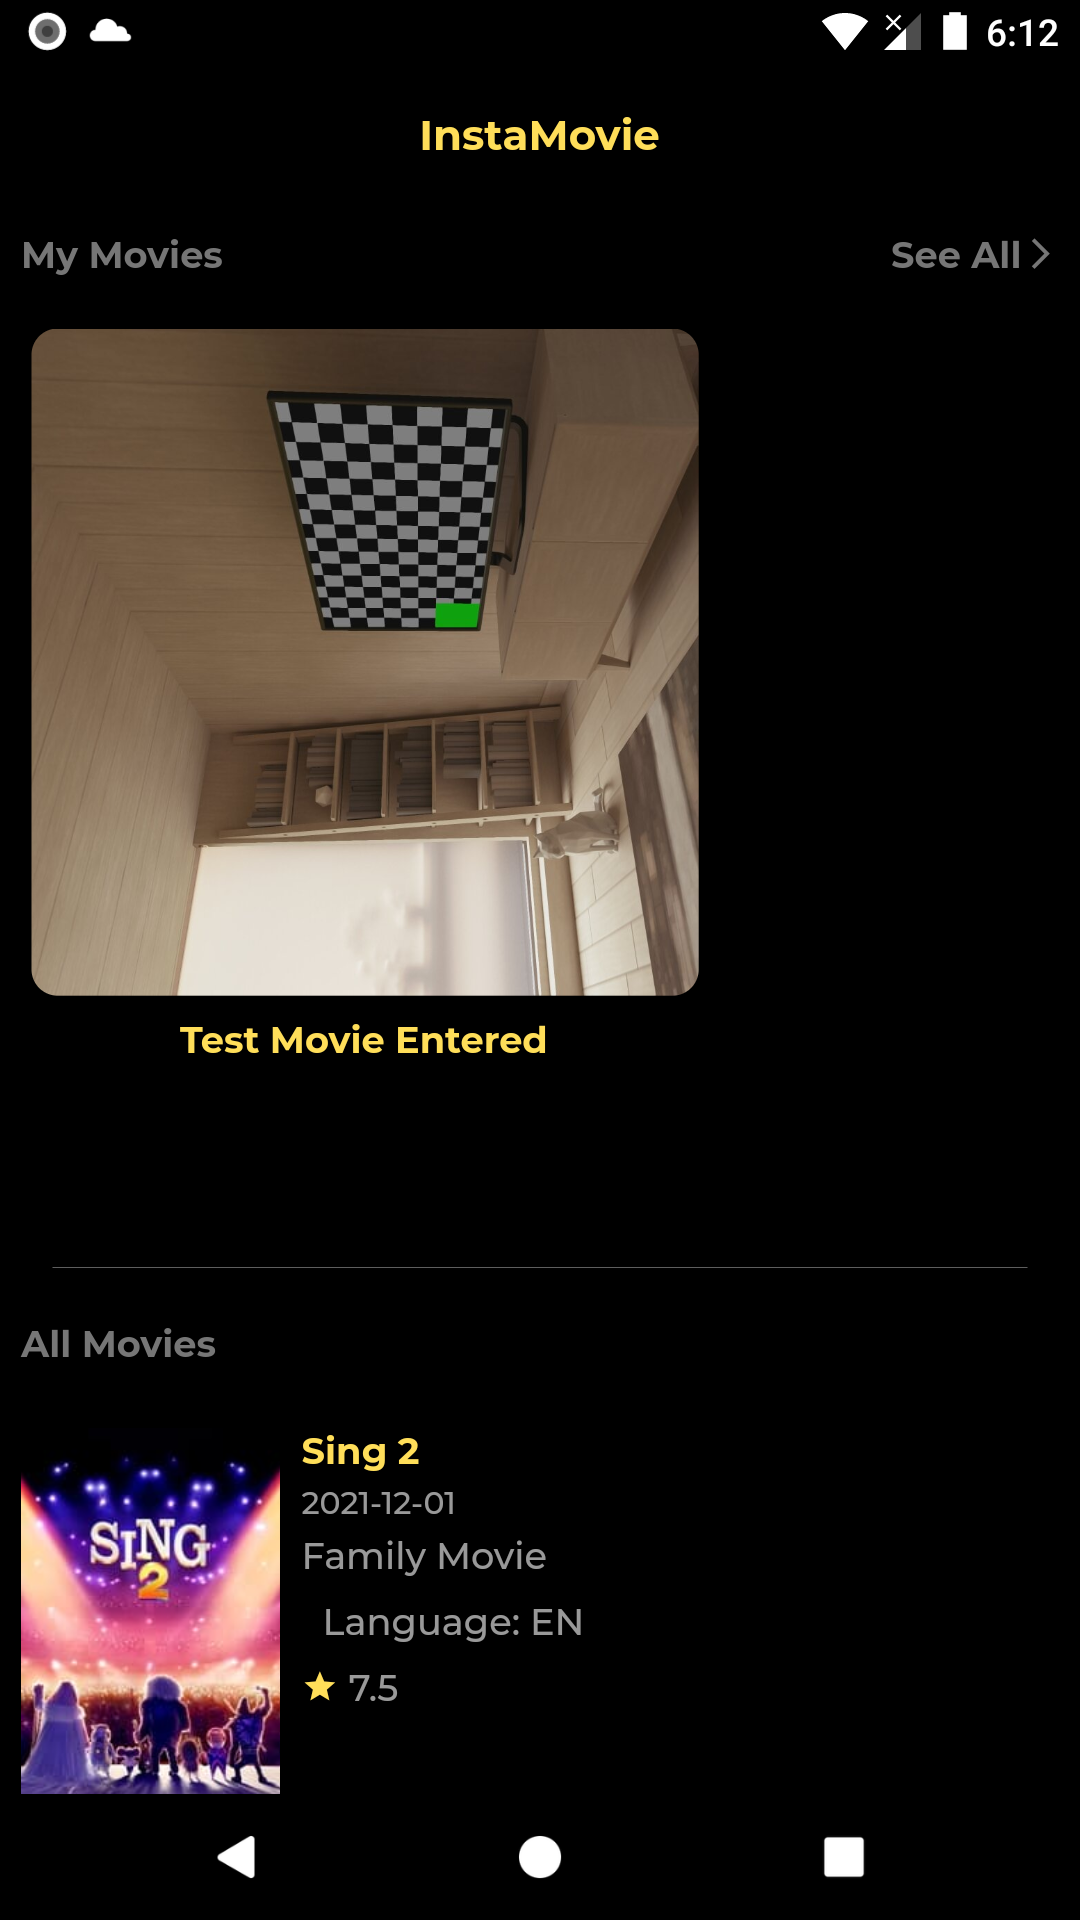 6:12
InstaMovie
My Movies
See All
Test Movie Entered
All Movies
SING
2
Sing 2
2021-12-01
Family Movie
Language: EN
7.5